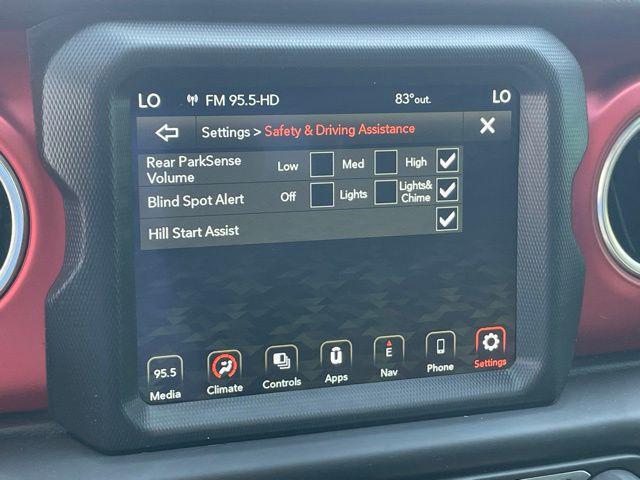 LO FM 95.5-HD 83°out. LO
Settings > Safety & Driving Assistance
Rear ParkSense
Volume
Low Med High
Blind Spot Alert Off Lights
Lights&
Chime
Hill Start Assist
95.5
E
Media Climate Controls Apps Nav Phone Settings